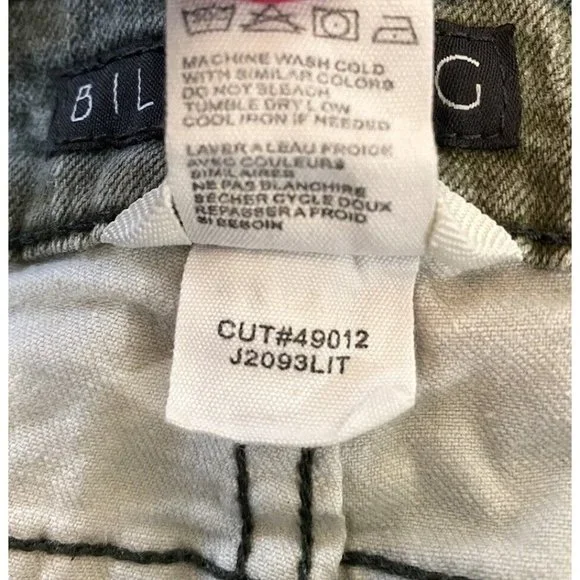 BIL G
MACHINE WASH COLD
WITH SIMILAR COLORS
DO NOT BLEACH
TUMBLE DRY LOW
COOL IRON IF NEEDED
LAVER A LEAU FROIDE
AVEC COULEURS
SIMILAIRES
NE PAS BLANCHIRE
SECHER CYCLE DOUX
REPASSER A FROID
SI BESOIN
CUT#49012
J2093LIT